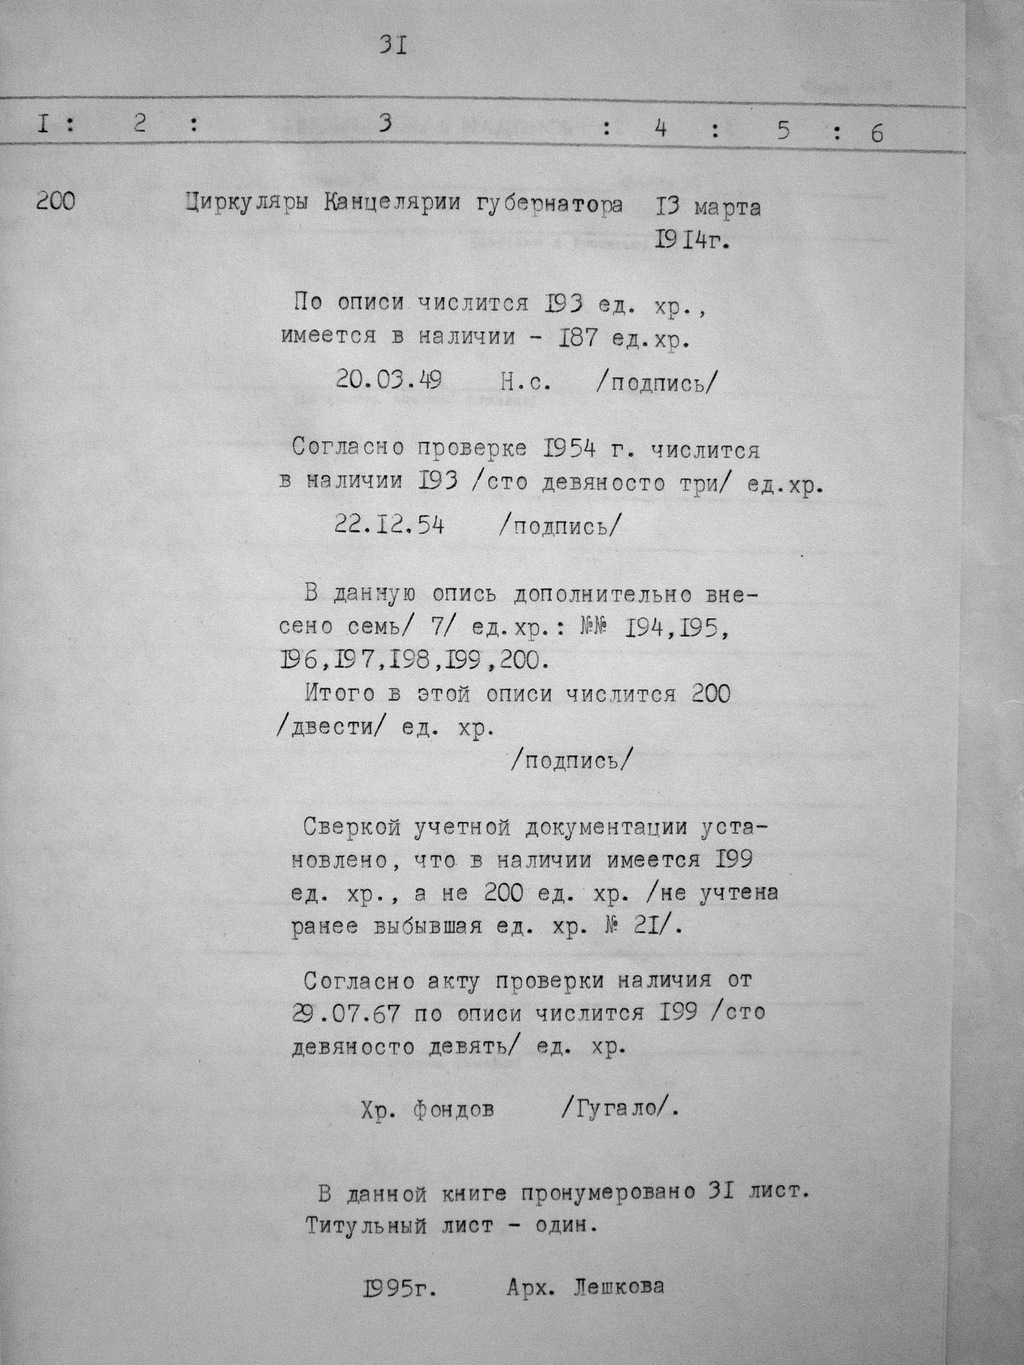 31
I : 2 : 3 : 4 : 5 : 6
200 Циркуляры Канцелярии губернатора I3 марта
I9I4г.
По описи числится I93 ед. хр.,
имеется в наличии - I87 ед.хр.
20.03.49 Н.с. /подпись/
Согласно проверке I954 г. числится
в наличии I93 /сто девяносто три/ ед.хр.
22.I2.54 /подпись/
В данную опись дополнительно вне-
сено семь/ 7/ ед.хр.: №№ I94,I95,
I96,I97,I98,I99,200.
Итого в этой описи числится 200
/двести/ ед. хр.
/подпись/
Сверкой учетной документации уста-
новлено, что в наличии имеется I99
ед. хр., а не 200 ед. хр. /не учтена
ранее выбывшая ед. хр. № 2I/.
Согласно акту проверки наличия от
29.07.67 по описи числится I99 /сто
девяносто девять/ ед. хр.
Хр. фондов /Гугало/.
В данной книге пронумеровано 3I лист.
Титульный лист - один.
I995г. Арх. Лешкова